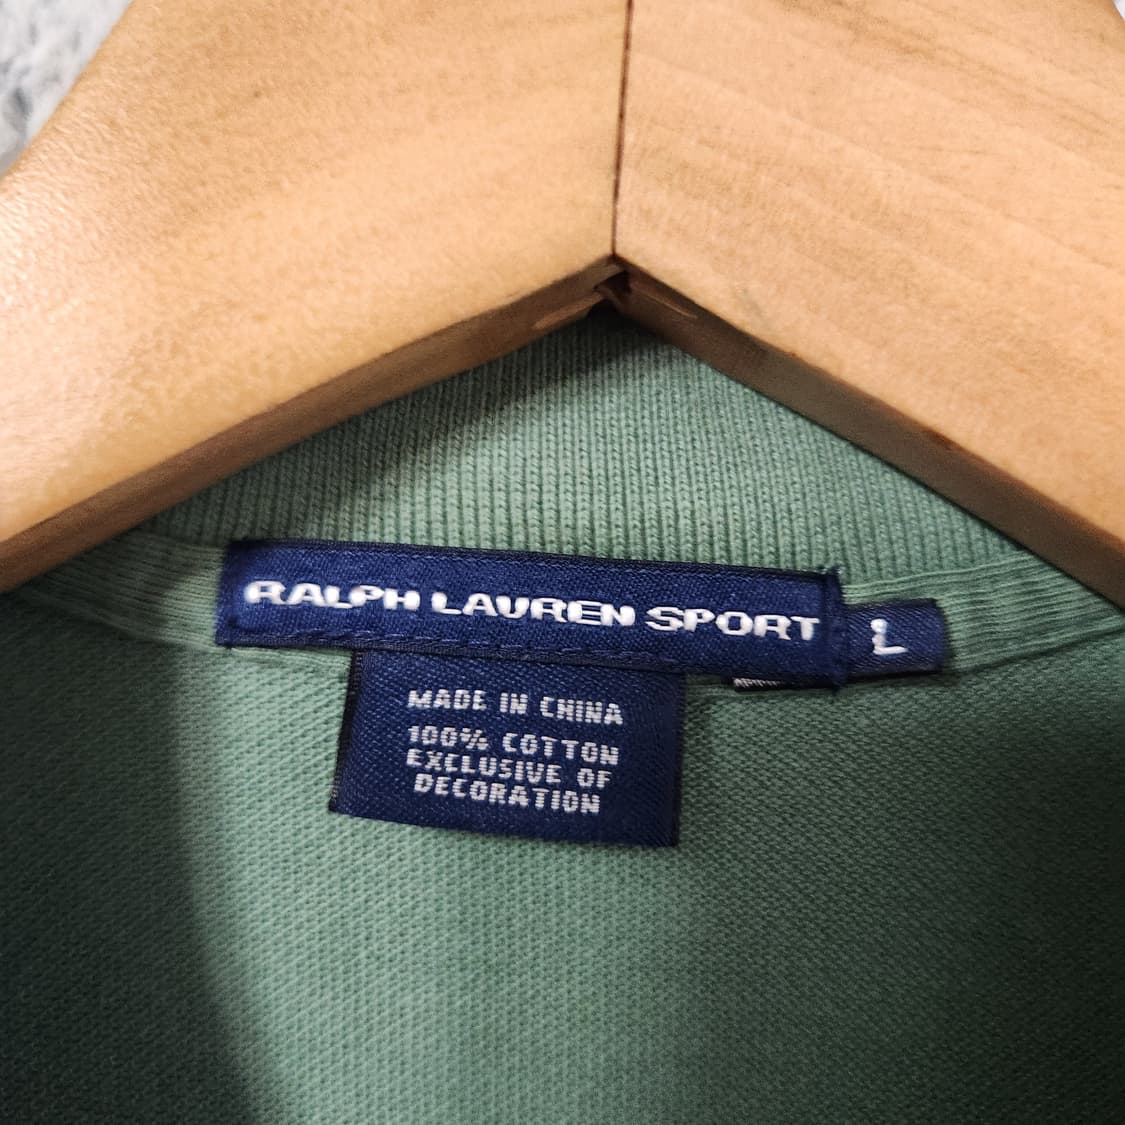 RALPH LAUREN SPORT
L
MADE IN CHINA
100% COTTON
EXCLUSIVE OF
DECORATION